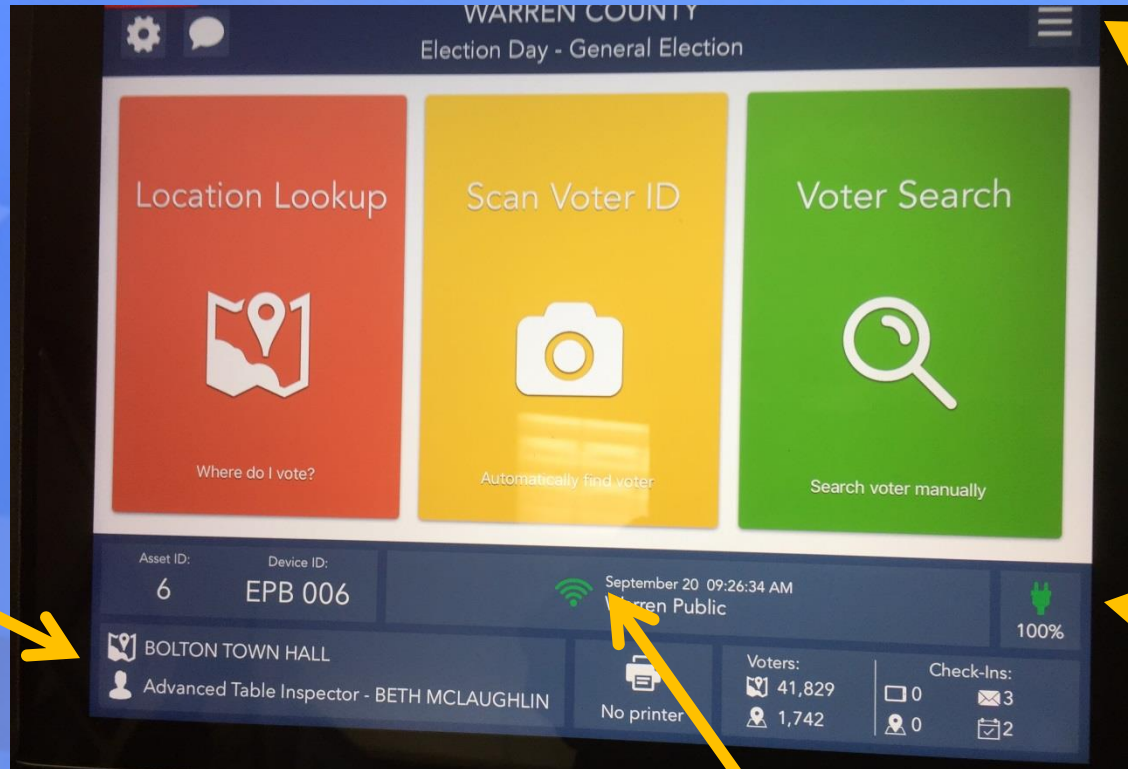 WARREN COUNTY
Election Day - General Election
Location Lookup
Where do I vote?
Scan Voter ID
Automatically find voter
Voter Search
Search voter manually
Asset ID:
6
Device ID:
EPB 006
September 20 09:26:34 AM
Warren Public
100%
BOLTON TOWN HALL
Advanced Table Inspector - BETH MCLAUGHLIN
No printer
Voters:
41,829
1,742
Check-Ins:
0
3
0
2